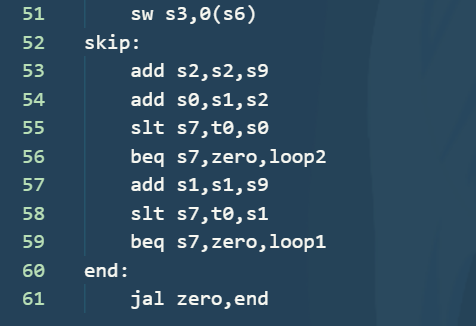 51 sw s3,0(s6)
52 skip:
53 add s2,s2,s9
54 add s0,s1,s2
55 slt s7,t0,s0
56 beq s7,zero,loop2
57 add s1,s1,s9
58 slt s7,t0,s1
59 beq s7,zero,loop1
60 end:
61 jal zero,end